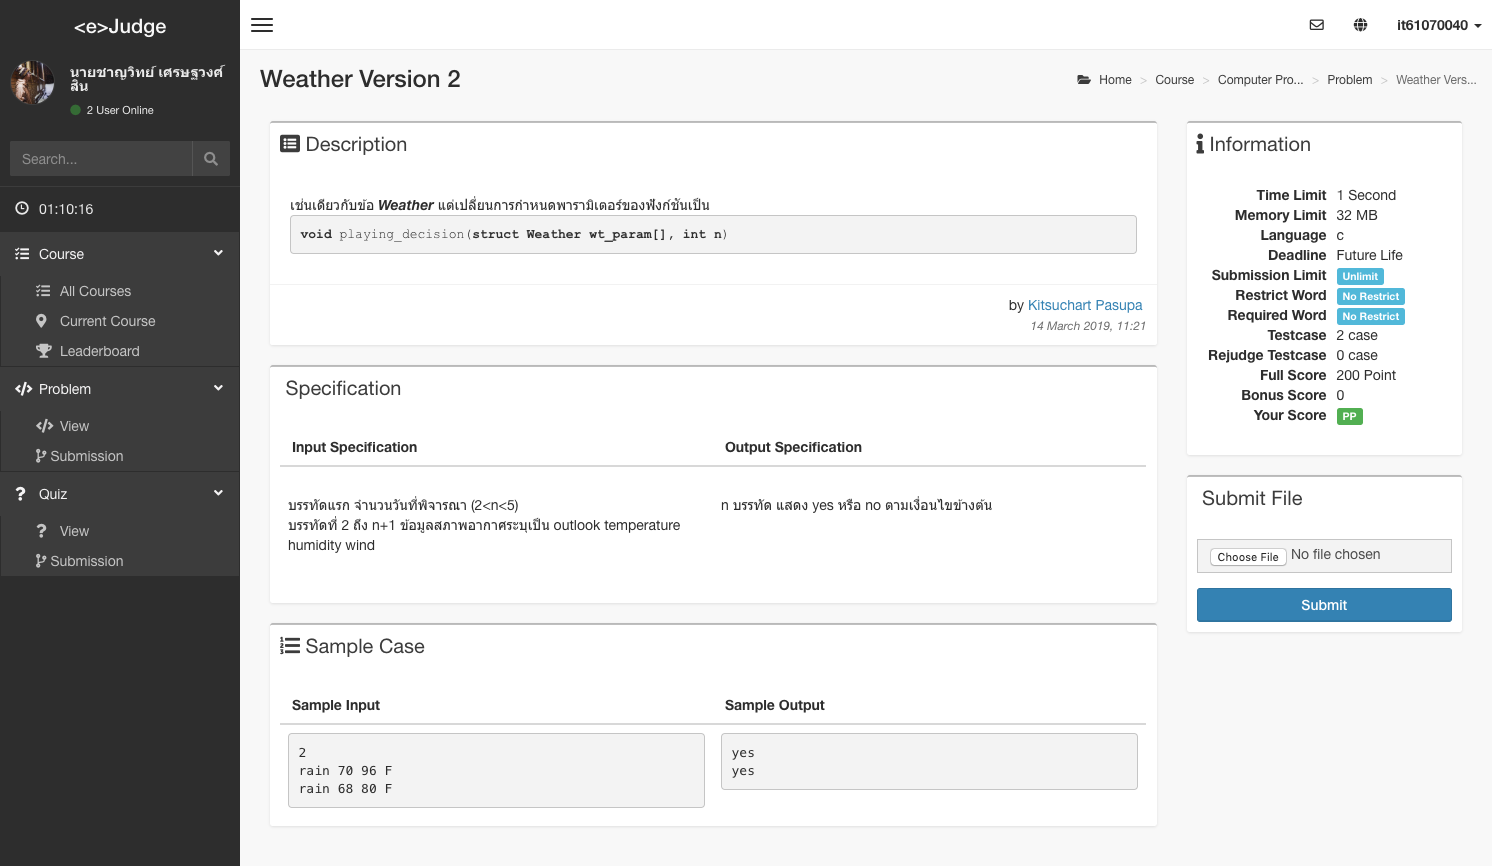 <e>Judge
นายชาญวิทย์ เศรษฐวงศ์
สิน
2 User Online
Search...
01:10:16
Course
All Courses
Current Course
Leaderboard
Problem
View
Submission
Quiz
View
Submission
it61070040
Weather Version 2
Home > Course > Computer Pro... > Problem > Weather Vers...
Description
เช่นเดียวกับข้อ Weather แต่เปลี่ยนการกำหนดพารามิเตอร์ของฟังก์ชันเป็น
void playing_decision(struct Weather wt_param[], int n)
by Kitsuchart Pasupa
14 March 2019, 11:21
Specification
Input Specification
Output Specification
บรรทัดแรก จำนวนวันที่พิจารณา (2<n<5)
บรรทัดที่ 2 ถึง n+1 ข้อมูลสภาพอากาศระบุเป็น outlook temperature
humidity wind
n บรรทัด แสดง yes หรือ no ตามเงื่อนไขข้างต้น
Sample Case
Sample Input
Sample Output
2
rain 70 96 F
rain 68 80 F
yes
yes
Information
Time Limit 1 Second
Memory Limit 32 MB
Language c
Deadline Future Life
Submission Limit Unlimit
Restrict Word No Restrict
Required Word No Restrict
Testcase 2 case
Rejudge Testcase 0 case
Full Score 200 Point
Bonus Score 0
Your Score PP
Submit File
Choose File No file chosen
Submit